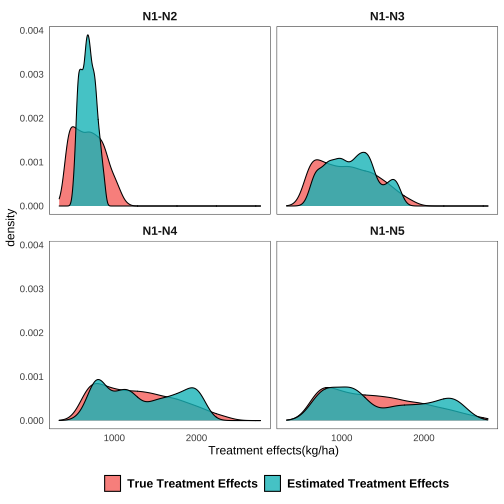 N1-N2 N1-N3
0.004
0.003
0.002
0.001
0.000
N1-N4 N1-N5
0.004
0.003
0.002
0.001
0.000
density
1000 2000 1000 2000
Treatment effects(kg/ha)
True Treatment Effects Estimated Treatment Effects